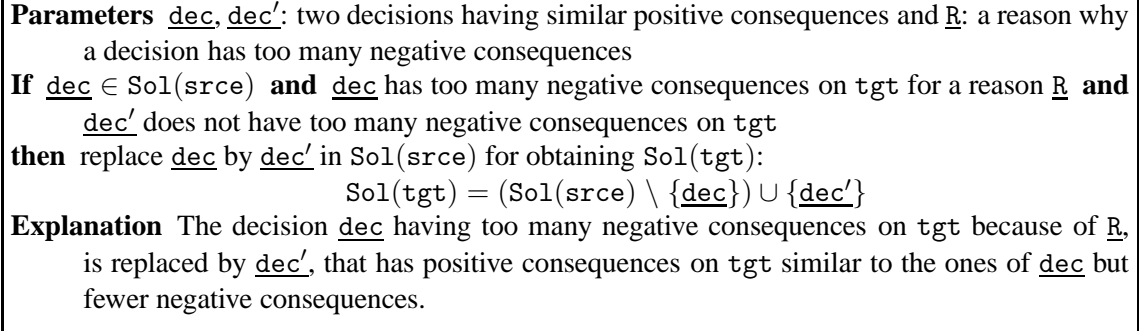 Parameters dec, dec′: two decisions having similar positive consequences and R: a reason why
a decision has too many negative consequences
If dec ∈ Sol(srce) and dec has too many negative consequences on tgt for a reason R and
dec′ does not have too many negative consequences on tgt
then replace dec by dec′ in Sol(srce) for obtaining Sol(tgt):
Sol(tgt) = (Sol(srce) \ {dec}) ∪ {dec′}
Explanation The decision dec having too many negative consequences on tgt because of R,
is replaced by dec′, that has positive consequences on tgt similar to the ones of dec but
fewer negative consequences.